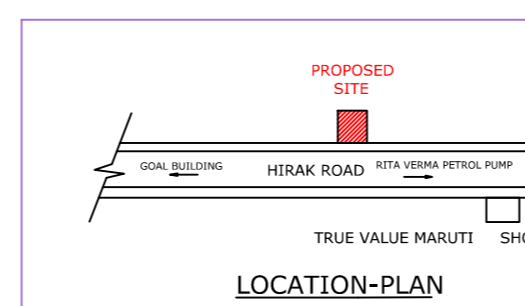 PROPOSED
SITE
GOAL BUILDING
HIRAK ROAD
RITA VERMA PETROL PUMP
TRUE VALUE MARUTI
LOCATION-PLAN